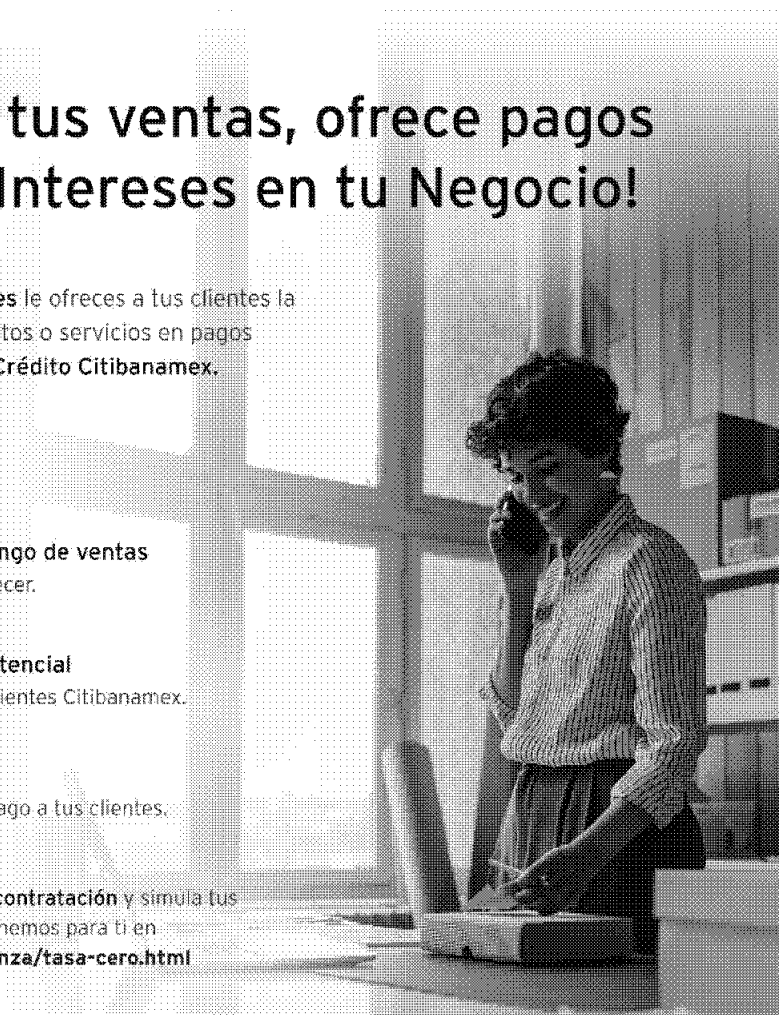 tus ventas, ofrece pagos
Intereses en tu Negocio!
es le ofreces a tus clientes la
tos o servicios en pagos
Crédito Citibanamex.
ngo de ventas
ecer.
tencial
ientes Citibanamex.
ago a tus clientes.
contratación y simula tus
nemos para ti en
nza/tasa-cero.html